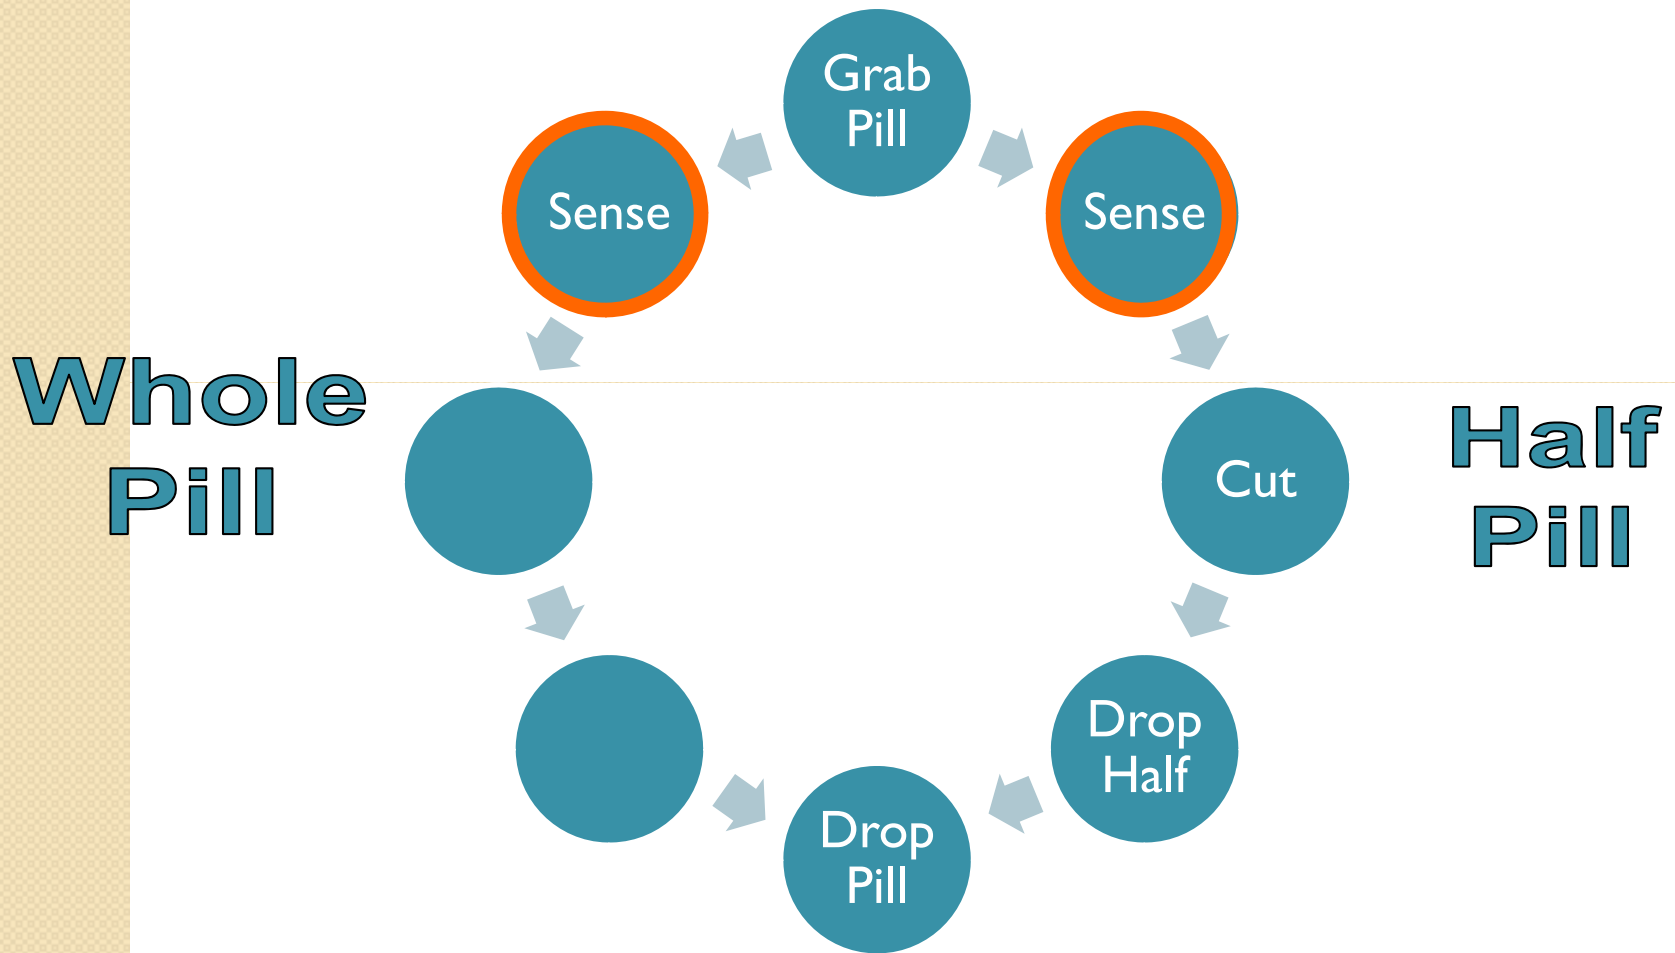 Grab
Pill
Sense
Sense
Whole
Pill
Cut
Half
Pill
Drop
Half
Drop
Pill